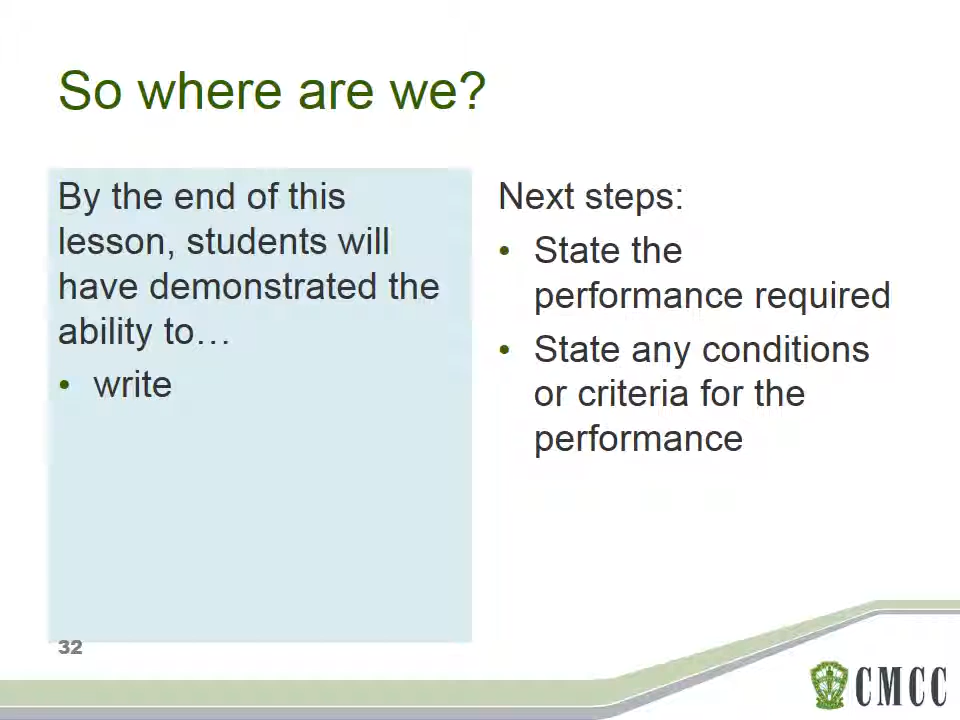 So where are we?
By the end of this
lesson, students will
have demonstrated the
ability to…
• write
Next steps:
• State the
performance required
• State any conditions
or criteria for the
performance
32
CMCC